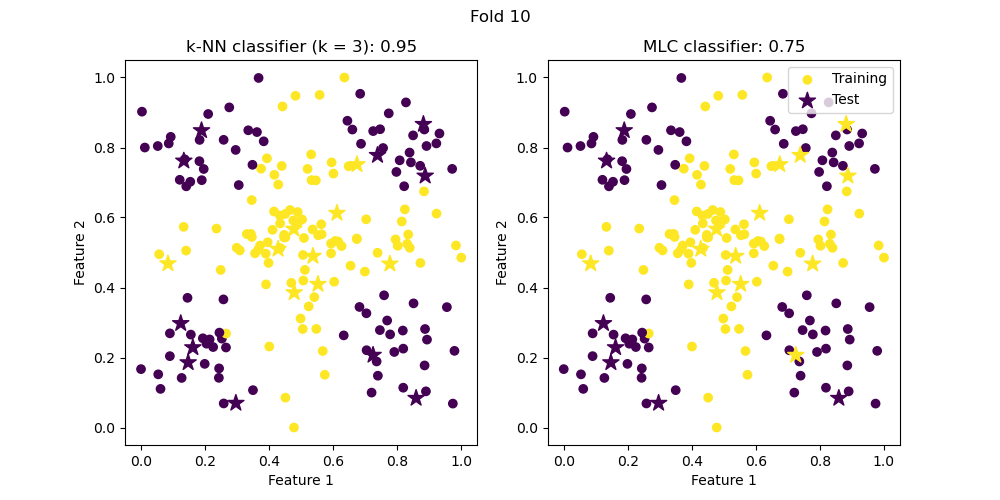 Fold 10
k-NN classifier (k = 3): 0.95
MLC classifier: 0.75
Training
Test
1.0
0.8
0.6
0.4
0.2
0.0
Feature 2
0.0 0.2 0.4 0.6 0.8 1.0
Feature 1
1.0
0.8
0.6
0.4
0.2
0.0
Feature 2
0.0 0.2 0.4 0.6 0.8 1.0
Feature 1